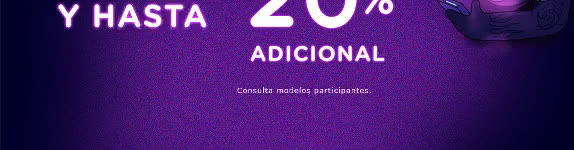 Y HASTA 20%
ADICIONAL
Consulta modelos participantes.